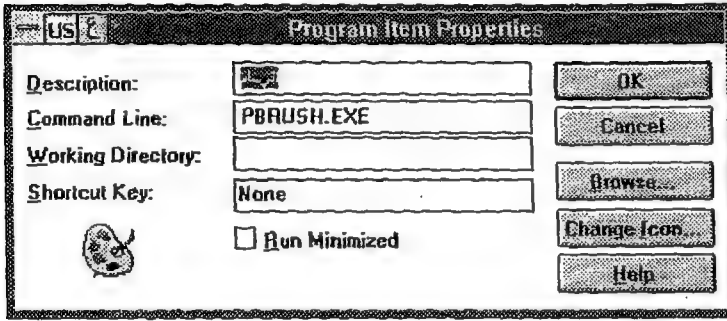 US ع Program Item Properties
Description:
OK
Command Line: PBRUSH.EXE
Cancel
Working Directory:
Browse...
Shortcut Key: None
Change Icon...
Run Minimized
Help